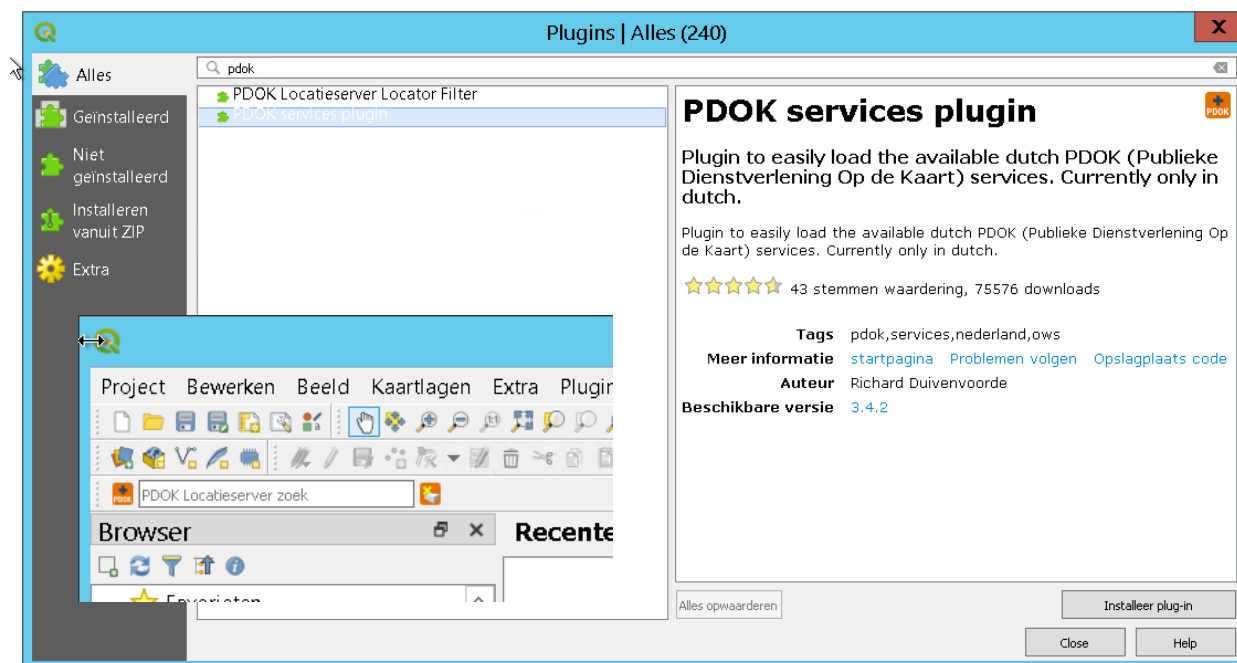 Plugins | Alles (240)
X
Alles
Geïnstalleerd
Niet
geïnstalleerd
Installeren
vanuit ZIP
Extra
pdok
PDOK Locatieserver Locator Filter
PDOK services plugin
PDOK services plugin
PDOK
Plugin to easily load the available dutch PDOK (Publieke
Dienstverlening Op de Kaart) services. Currently only in
dutch.
Plugin to easily load the available dutch PDOK (Publieke Dienstverlening Op
de Kaart) services. Currently only in dutch.
43 stemmen waardering, 75576 downloads
Tags pdok,services,nederland,ows
Meer informatie startpagina Problemen volgen Opslagplaats code
Auteur Richard Duivenvoorde
Beschikbare versie 3.4.2
Project Bewerken Beeld Kaartlagen Extra Plugin
PDOK PDOK Locatieserver zoek
Browser
Recente
Favorieten
Alles opwaarderen
Installeer plug-in
Close
Help